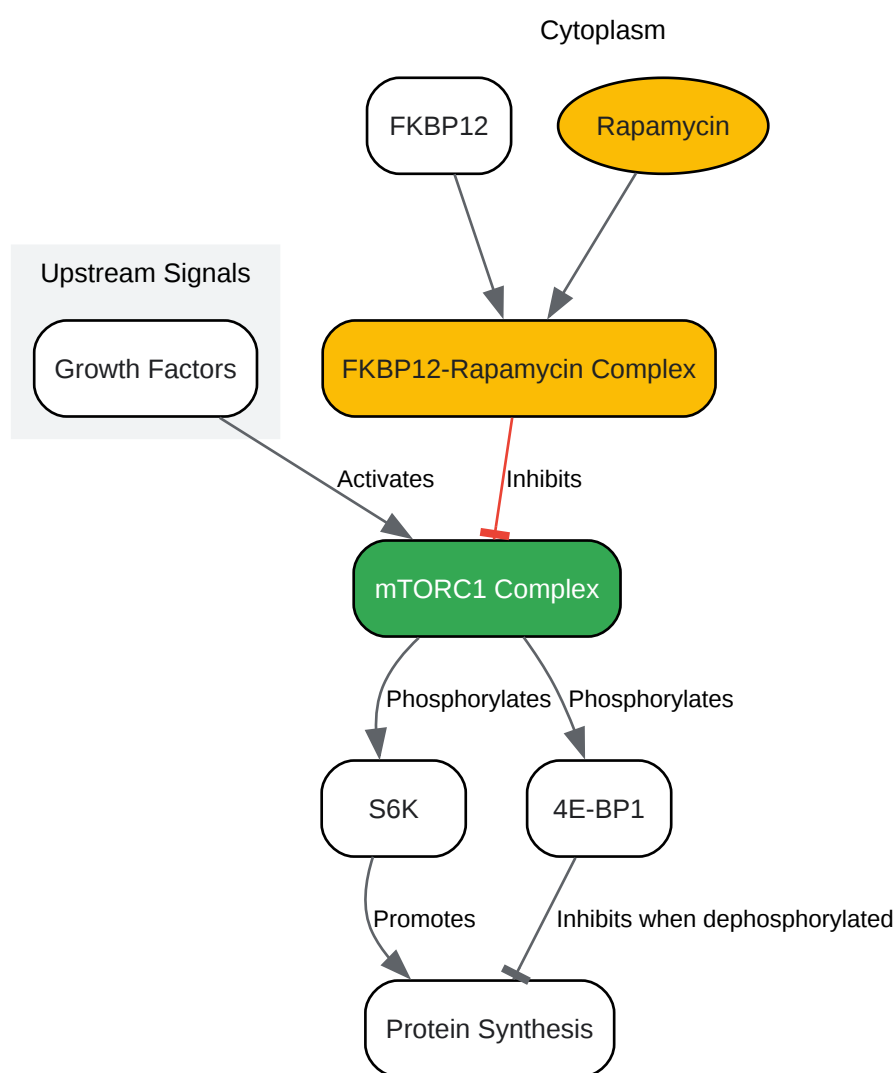 Cytoplasm
FKBP12
Rapamycin
Upstream Signals
Growth Factors
FKBP12-Rapamycin Complex
Activates
Inhibits
mTORC1 Complex
Phosphorylates
Phosphorylates
S6K
4E-BP1
Promotes
Inhibits when dephosphorylated
Protein Synthesis